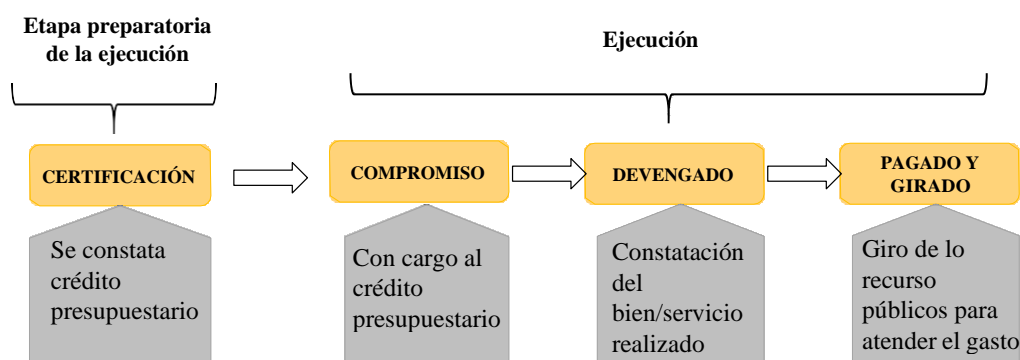 Etapa preparatoria
de la ejecución
Ejecución
CERTIFICACIÓN
COMPROMISO
DEVENGADO
PAGADO Y
GIRADO
Se constata
crédito
presupuestario
Con cargo al
crédito
presupuestario
Constatación
del
bien/servicio
realizado
Giro de lo
recurso
públicos para
atender el gasto